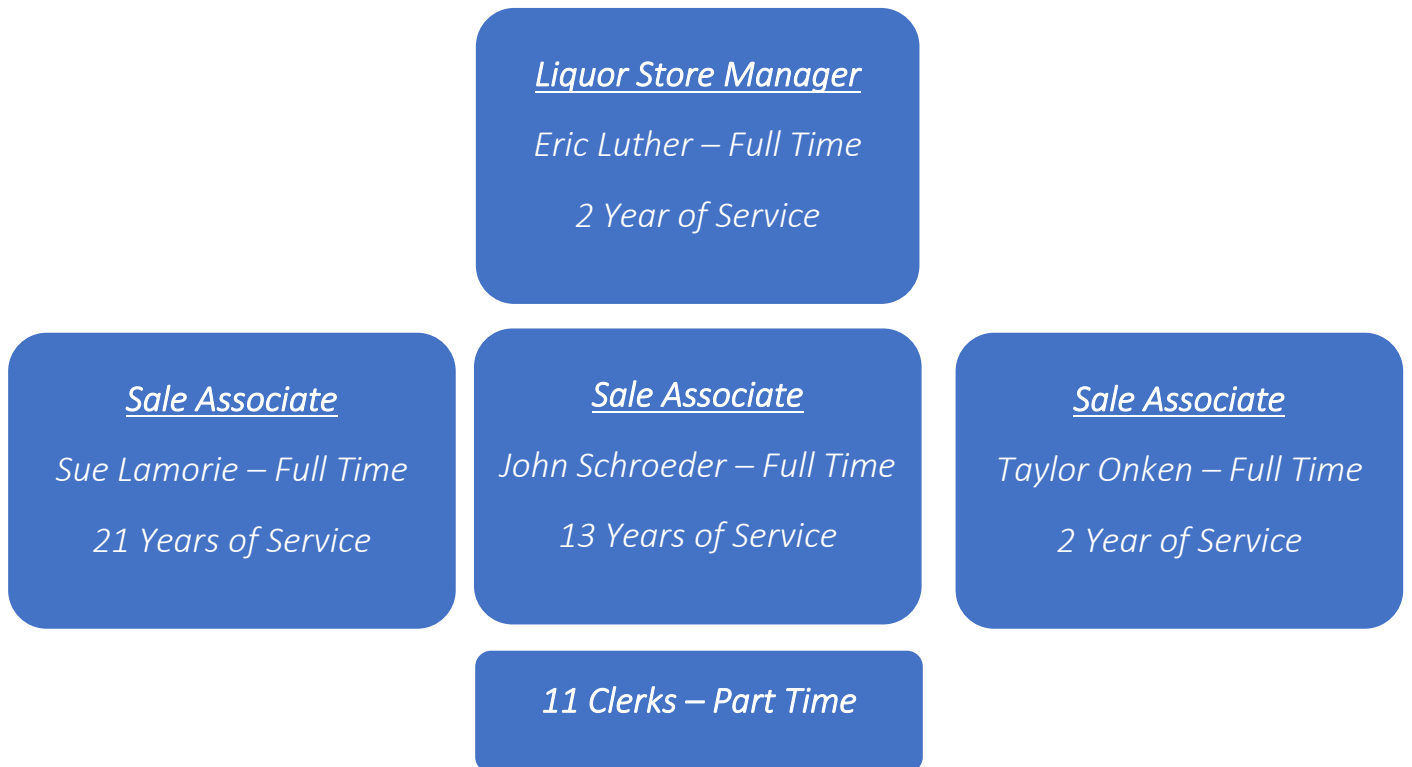 Liquor Store Manager
Eric Luther – Full Time
2 Year of Service
Sale Associate
Sue Lamorie – Full Time
21 Years of Service
Sale Associate
John Schroeder – Full Time
13 Years of Service
Sale Associate
Taylor Onken – Full Time
2 Year of Service
11 Clerks – Part Time